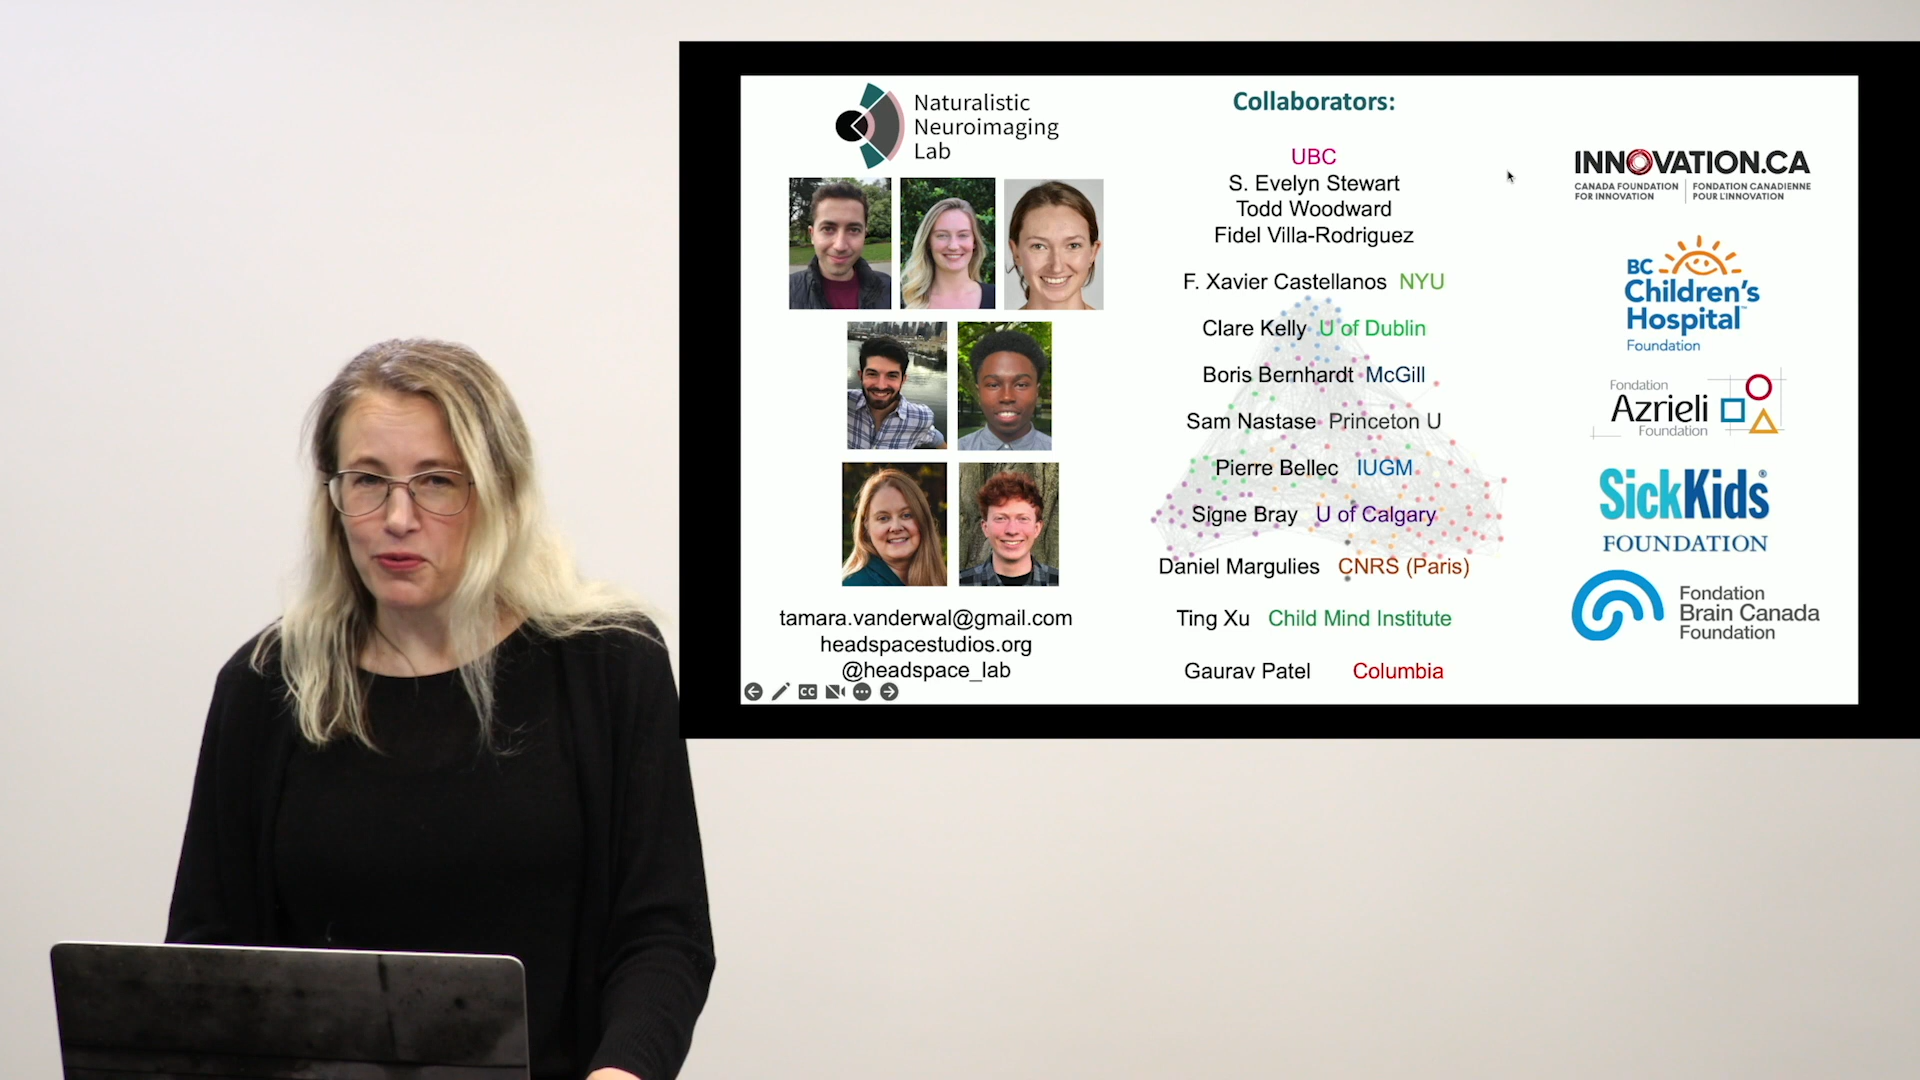 Naturalistic
Neuroimaging
Lab
tamara.vanderwal@gmail.com
headspacestudios.org
@headspace_lab
CC
Collaborators:
UBC
S. Evelyn Stewart
Todd Woodward
Fidel Villa-Rodriguez
F. Xavier Castellanos NYU
Clare Kelly U of Dublin
Boris Bernhardt McGill
Sam Nastase Princeton U
Pierre Bellec IUGM
Signe Bray U of Calgary
Daniel Margulies CNRS (Paris)
Ting Xu Child Mind Institute
Gaurav Patel Columbia
INNOVATION.CA
CANADA FOUNDATION
FOR INNOVATION
FONDATION CANADIENNE
POUR L'INNOVATION
BC
Children's
Hospital
Foundation
Fondation
Azrieli
Foundation
SickKids®
FOUNDATION
Fondation
Brain Canada
Foundation